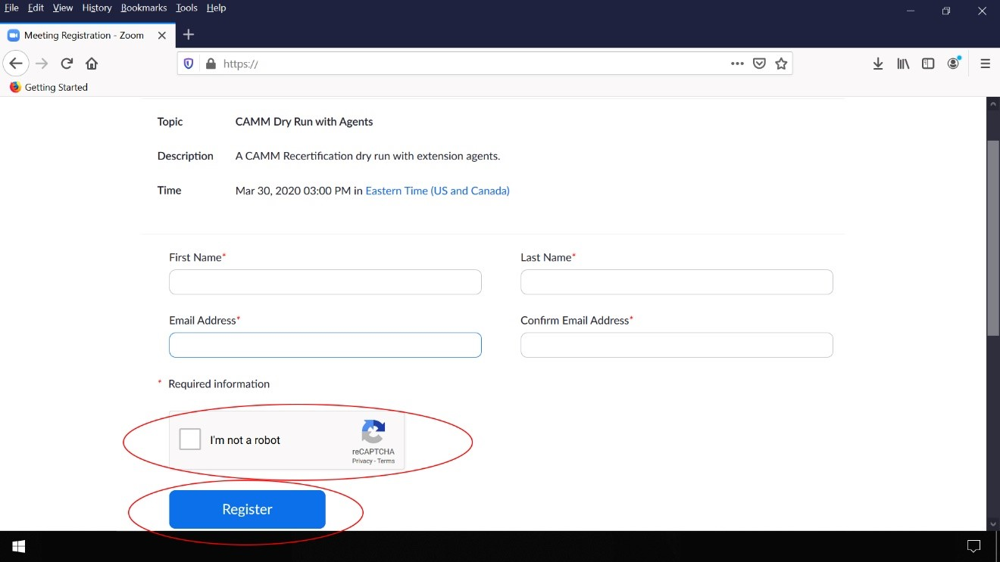 File Edit View History Bookmarks Tools Help
Meeting Registration - Zoom
https://
Getting Started
Topic CAMM Dry Run with Agents
Description A CAMM Recertification dry run with extension agents.
Time Mar 30, 2020 03:00 PM in Eastern Time (US and Canada)
First Name* Last Name*
Email Address* Confirm Email Address*
* Required information
I'm not a robot
reCAPTCHA
Privacy - Terms
Register